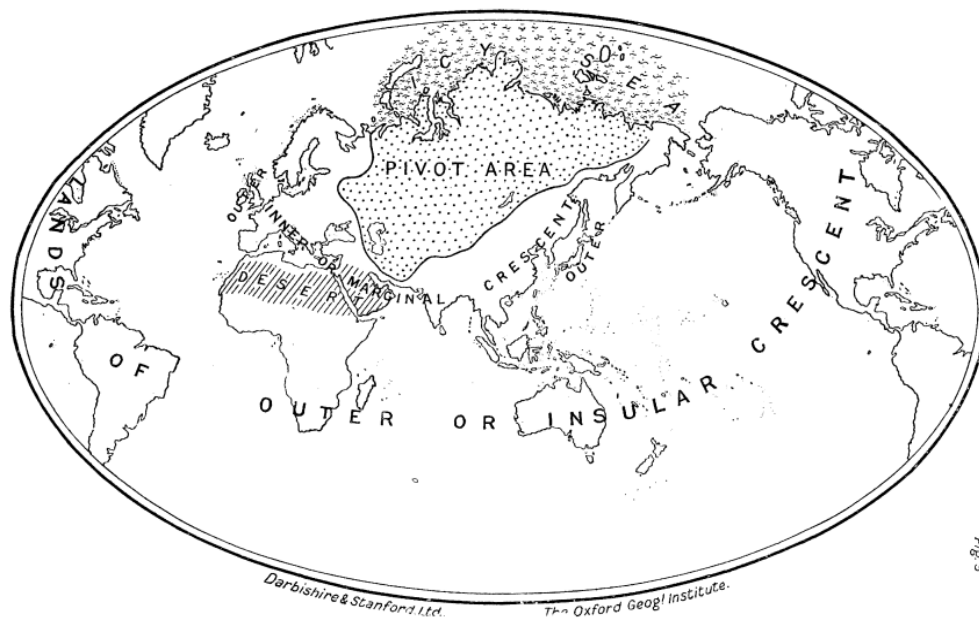 ICY SEA
PIVOT AREA
LANDS
OF
OUTER
INNER OR MARGINAL CRESCENT
OUTER
DESERT
OUTER OR INSULAR CRESCENT
Darbishire & Stanford. Ltd.
The Oxford Geog! Institute.